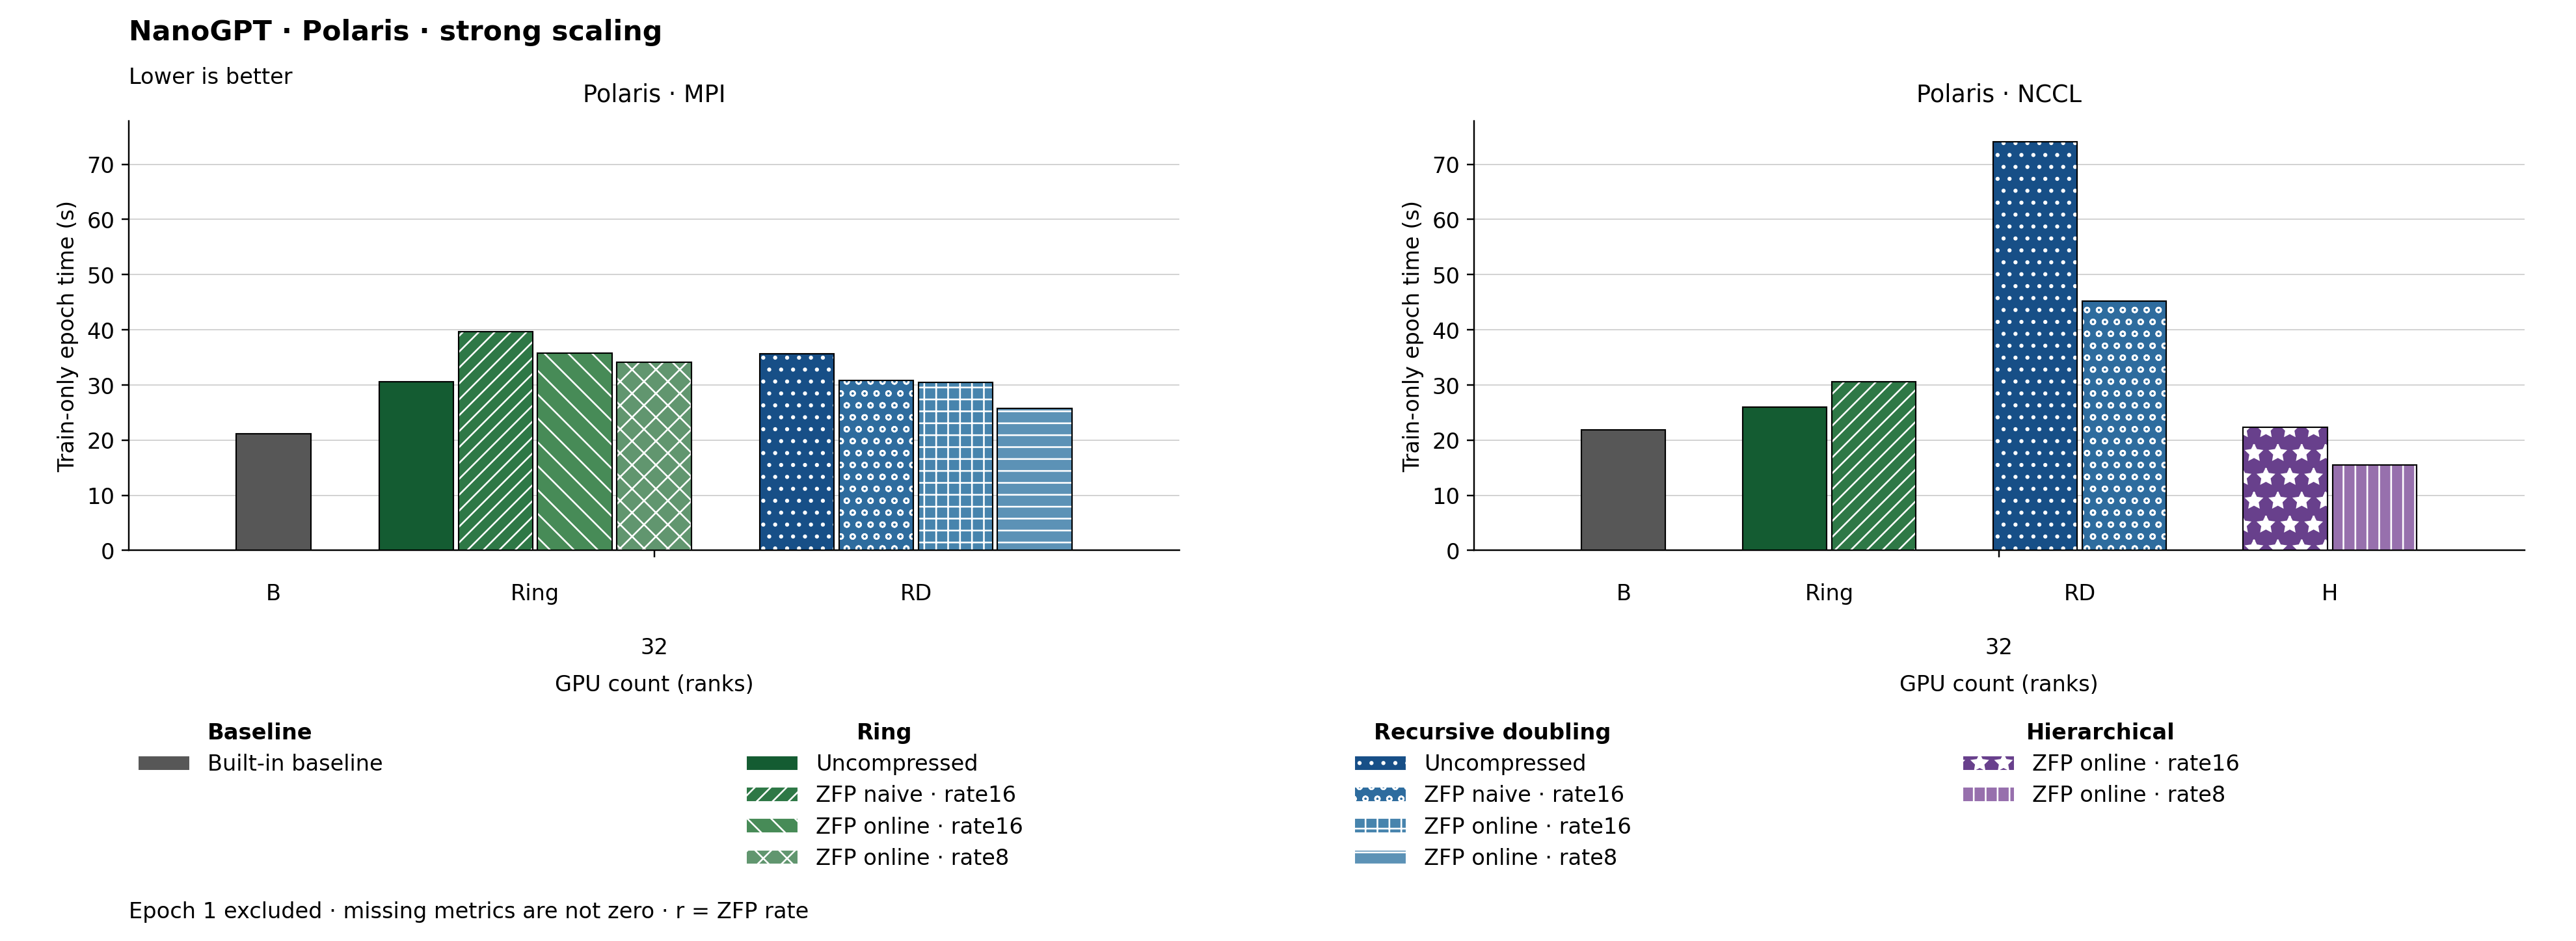 NanoGPT · Polaris · strong scaling
Lower is better
Polaris · MPI
Train-only epoch time (s)
70
60
50
40
30
20
10
0
B
Ring
RD
32
GPU count (ranks)
Polaris · NCCL
Train-only epoch time (s)
70
60
50
40
30
20
10
0
B
Ring
RD
H
32
GPU count (ranks)
Baseline
Built-in baseline
Ring
Uncompressed
ZFP naive · rate16
ZFP online · rate16
ZFP online · rate8
Recursive doubling
Uncompressed
ZFP naive · rate16
ZFP online · rate16
ZFP online · rate8
Hierarchical
ZFP online · rate16
ZFP online · rate8
Epoch 1 excluded · missing metrics are not zero · r = ZFP rate